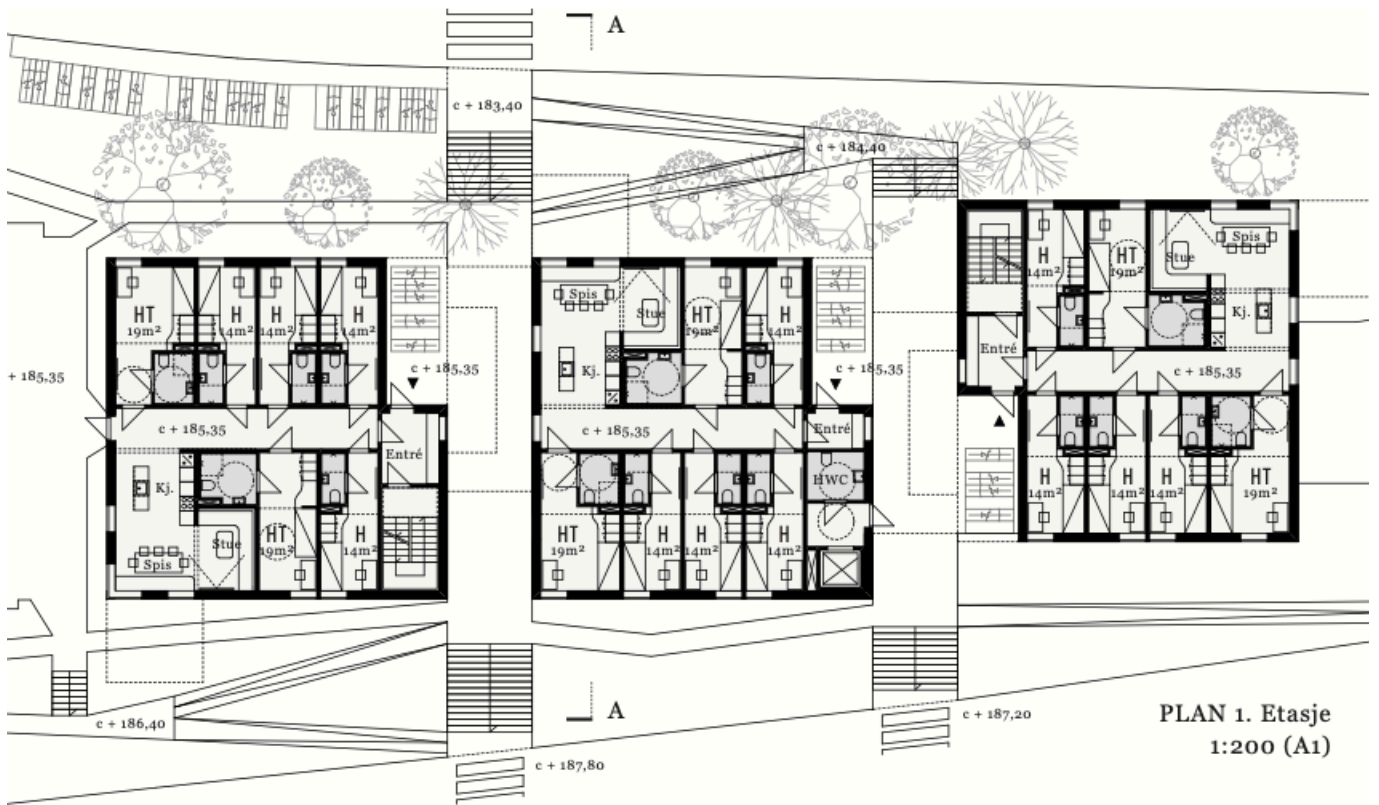 A
c + 183,40
c + 184,40
HT
19m²
H
14m²
H
14m²
H
14m²
Spis
Stue
HT
19m²
H
14m²
H
14m²
HT
19m²
Stue
Spis
Kj.
Kj.
Entré
+ 185,35
c + 185,35
c + 185,35
c + 185,35
c + 185,35
c + 185,35
Entré
Entré
Kj.
HWC
Stue
Spis
HT
19m²
H
14m²
HT
19m²
H
14m²
H
14m²
H
14m²
H
14m²
H
14m²
H
14m²
HT
19m²
A
c + 186,40
c + 187,80
c + 187,20
PLAN 1. Etasje
1:200 (A1)